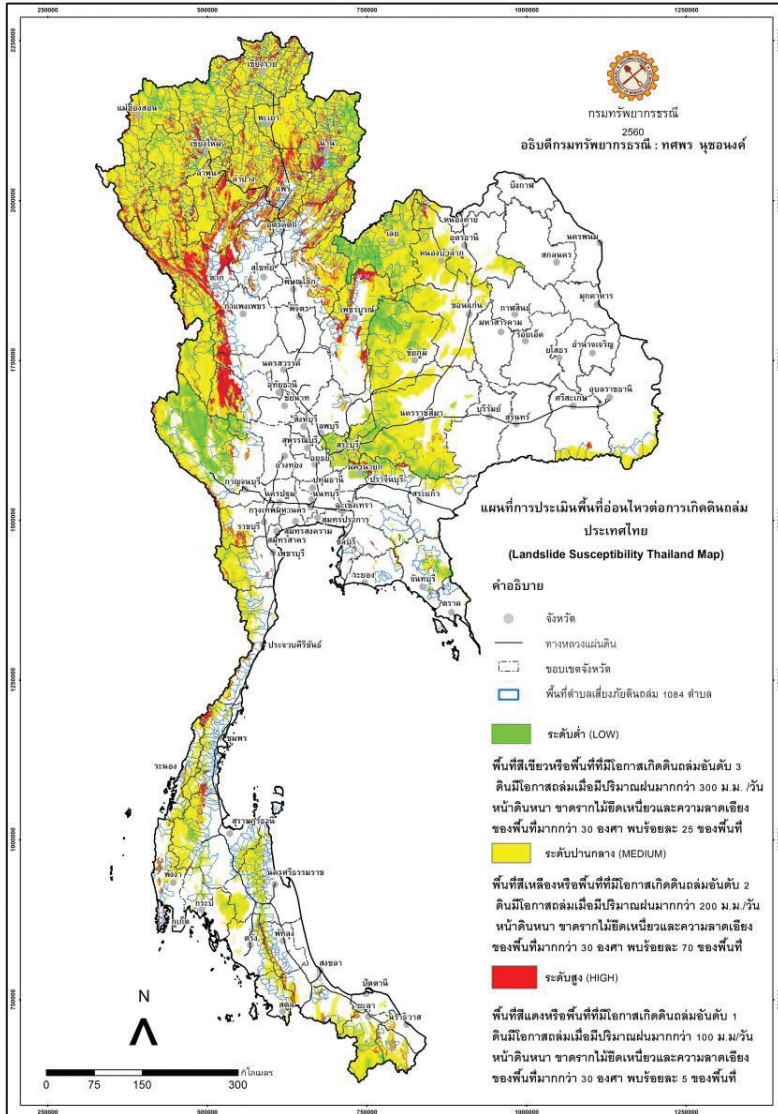 250000 500000 750000 1000000 1250000
2250000
2000000
1750000
1500000
1250000
1000000
750000
กรมทรัพยากรธรณี
2560
อธิบดีกรมทรัพยากรธรณี : ทศพร นุชอนงค์
เชียงราย
แม่ฮ่องสอน
พะเยา
เชียงใหม่
น่าน
ลำพูน
ลำปาง
แพร่
อุตรดิตถ์
บึงกาฬ
หนองคาย
เลย
อุดรธานี
นครพนม
หนองบัวลำภู
สกลนคร
ตาก
สุโขทัย
พิษณุโลก
มุกดาหาร
กำแพงเพชร
พิจิตร
เพชรบูรณ์
ขอนแก่น
กาฬสินธุ์
มหาสารคาม
ร้อยเอ็ด
อำนาจเจริญ
ยโสธร
ชัยภูมิ
นครสวรรค์
อุทัยธานี
ชัยนาท
อุบลราชธานี
ศรีสะเกษ
สิงห์บุรี
ลพบุรี
นครราชสีมา
บุรีรัมย์
สุรินทร์
สุพรรณบุรี
สระบุรี
อยุธยา
อ่างทอง
นครนายก
กาญจนบุรี
ปทุมธานี
ปราจีนบุรี
สระแก้ว
นครปฐม
นนทบุรี
ฉะเชิงเทรา
กรุงเทพมหานคร
ราชบุรี
สมุทรปราการ
สมุทรสงคราม
สมุทรสาคร
ชลบุรี
เพชรบุรี
ระยอง
จันทบุรี
ตราด
ประจวบคีรีขันธ์
ชุมพร
ระนอง
สุราษฎร์ธานี
นครศรีธรรมราช
พังงา
กระบี่
ภูเก็ต
ตรัง
พัทลุง
สงขลา
สตูล
ปัตตานี
ยะลา
นราธิวาส
แผนที่การประเมินพื้นที่อ่อนไหวต่อการเกิดดินถล่ม
ประเทศไทย
(Landslide Susceptibility Thailand Map)
คำอธิบาย
จังหวัด
ทางหลวงแผ่นดิน
ขอบเขตจังหวัด
พื้นที่ตำบลเสี่ยงภัยดินถล่ม 1084 ตำบล
ระดับต่ำ (LOW)
พื้นที่สีเขียวหรือพื้นที่ที่มีโอกาสเกิดดินถล่มอันดับ 3
ดินมีโอกาสถล่มเมื่อมีปริมาณฝนมากกว่า 300 ม.ม. /วัน
หน้าดินหนา ขาดรากไม้ยึดเหนี่ยวและความลาดเอียง
ของพื้นที่มากกว่า 30 องศา พบร้อยละ 25 ของพื้นที่
ระดับปานกลาง (MEDIUM)
พื้นที่สีเหลืองหรือพื้นที่ที่มีโอกาสเกิดดินถล่มอันดับ 2
ดินมีโอกาสถล่มเมื่อมีปริมาณฝนมากกว่า 200 ม.ม./วัน
หน้าดินหนา ขาดรากไม้ยึดเหนี่ยวและความลาดเอียง
ของพื้นที่มากกว่า 30 องศา พบร้อยละ 70 ของพื้นที่
ระดับสูง (HIGH)
พื้นที่สีแดงหรือพื้นที่ที่มีโอกาสเกิดดินถล่มอันดับ 1
ดินมีโอกาสถล่มเมื่อมีปริมาณฝนมากกว่า 100 ม.ม/วัน
หน้าดินหนา ขาดรากไม้ยึดเหนี่ยวและความลาดเอียง
ของพื้นที่มากกว่า 30 องศา พบร้อยละ 5 ของพื้นที่
N
0 75 150 300
กิโลเมตร
250000 500000 750000 1000000 1250000